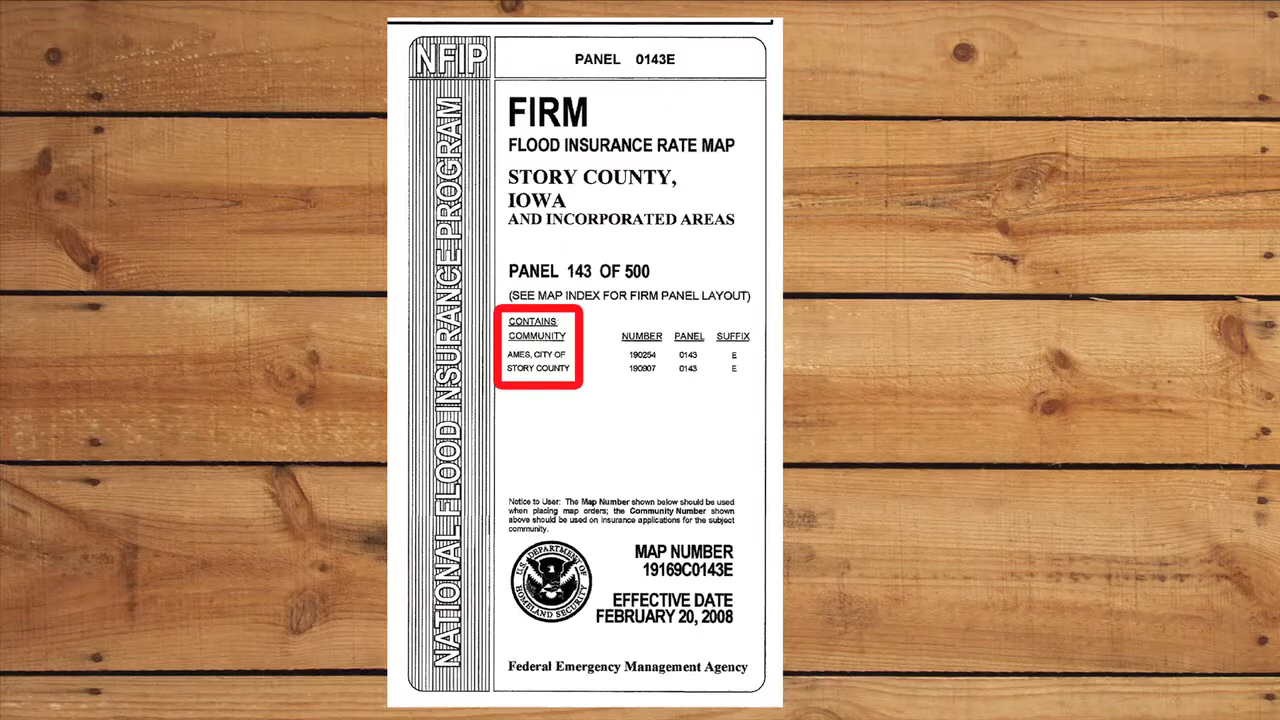 NFIP
PANEL 0143E
NATIONAL FLOOD INSURANCE PROGRAM
FIRM
FLOOD INSURANCE RATE MAP
STORY COUNTY,
IOWA
AND INCORPORATED AREAS
PANEL 143 OF 500
(SEE MAP INDEX FOR FIRM PANEL LAYOUT)
CONTAINS
COMMUNITY NUMBER PANEL SUFFIX
AMES, CITY OF 190254 0143 E
STORY COUNTY 190907 0143 E
Notice to User: The Map Number shown below should be used
when placing map orders; the Community Number shown
above should be used on insurance applications for the subject
community.
U.S. DEPARTMENT OF HOMELAND SECURITY
MAP NUMBER
19169C0143E
EFFECTIVE DATE
FEBRUARY 20, 2008
Federal Emergency Management Agency